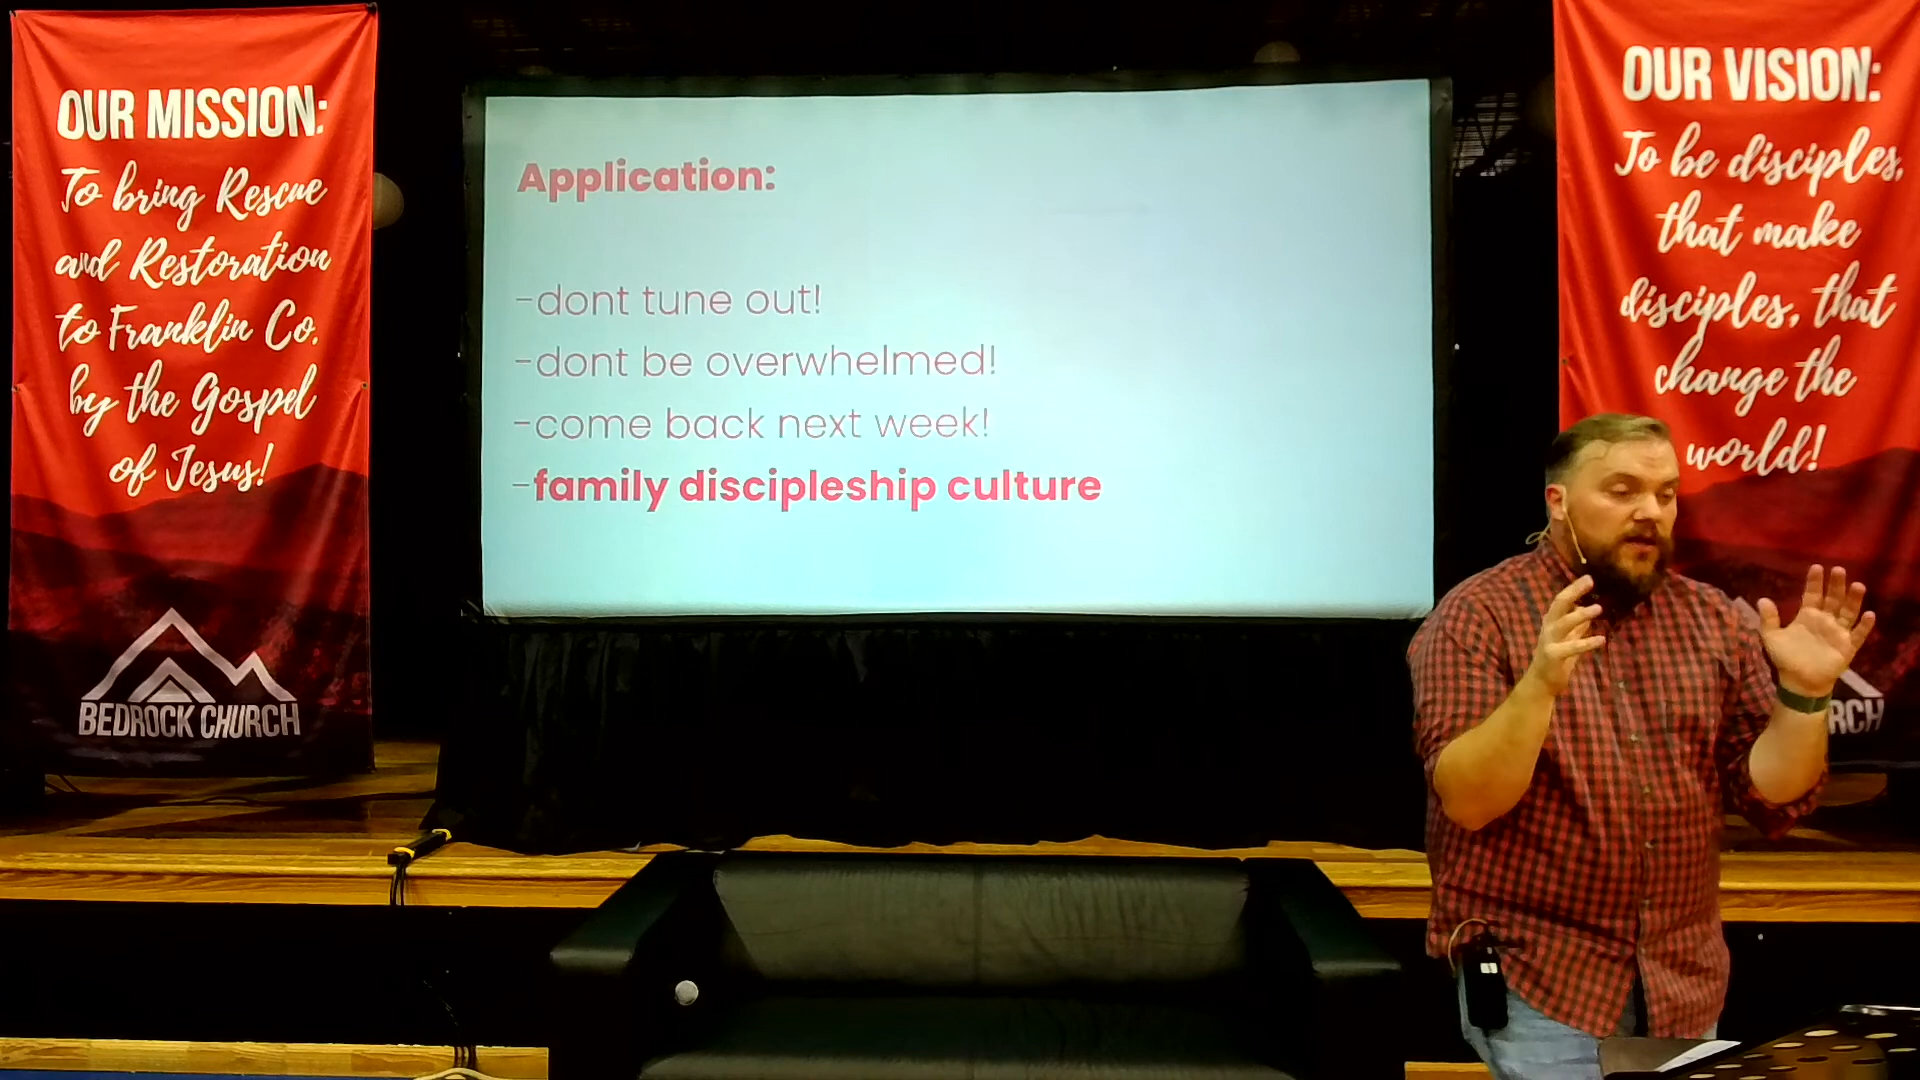 OUR MISSION:
To bring Rescue
and Restoration
to Franklin Co.
by the Gospel
of Jesus!
BEDROCK CHURCH
Application:
-dont tune out!
-dont be overwhelmed!
-come back next week!
-family discipleship culture
OUR VISION:
To be disciples,
that make
disciples, that
change the
world!
RCH